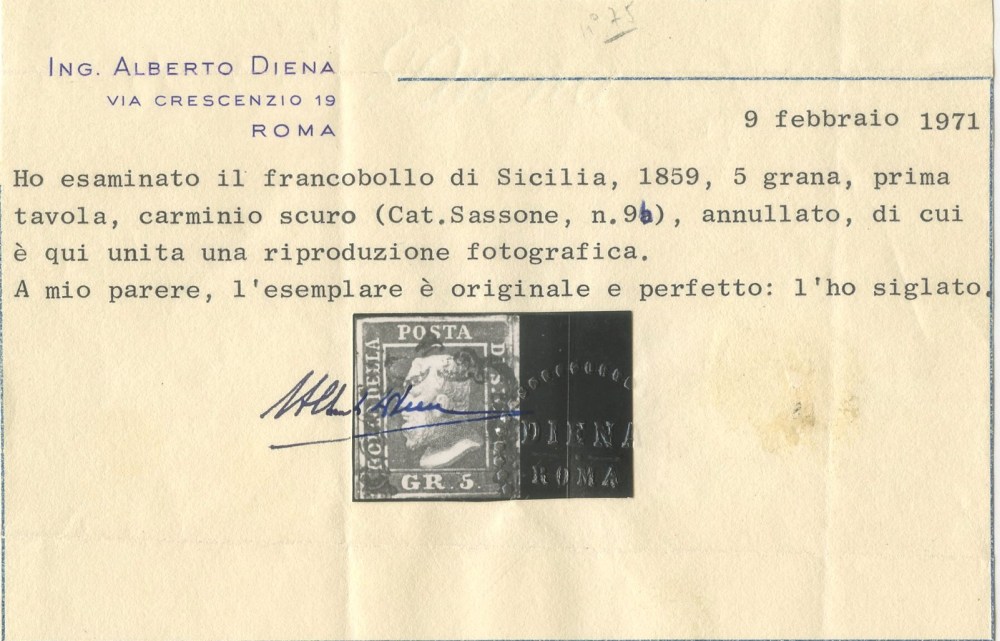 n° 75
ING. ALBERTO DIENA
VIA CRESCENZIO 19
ROMA
9 febbraio 1971
Ho esaminato il francobollo di Sicilia, 1859, 5 grana, prima
tavola, carminio scuro (Cat.Sassone, n.9b), annullato, di cui
è qui unita una riproduzione fotografica.
A mio parere, l'esemplare è originale e perfetto: l'ho siglato.
POSTA
DELLA
GR. 5.
DIENA
ROMA